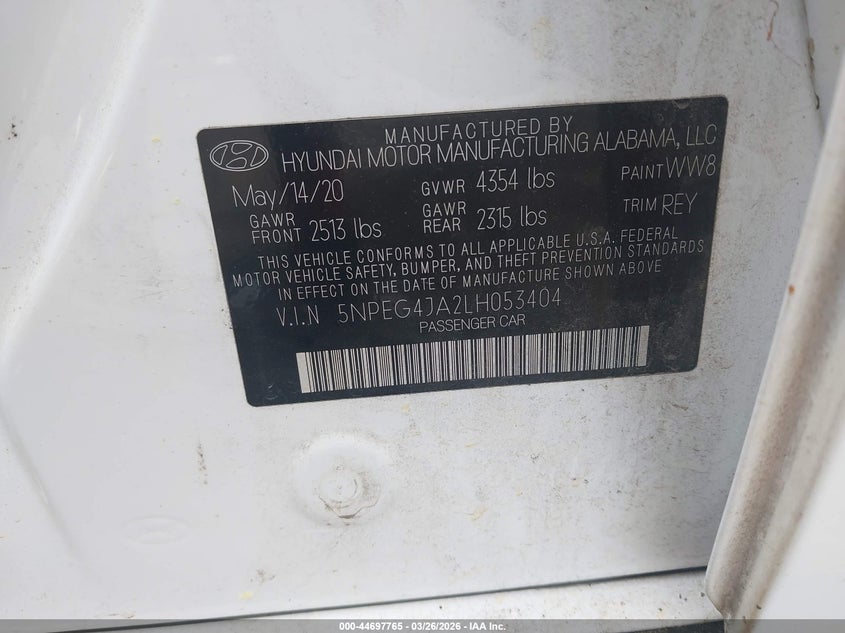 MANUFACTURED BY
HYUNDAI MOTOR MANUFACTURING ALABAMA, LLC
May/14/20 GVWR 4354 lbs PAINT WW8
GAWR FRONT 2513 lbs GAWR REAR 2315 lbs TRIM REY
THIS VEHICLE CONFORMS TO ALL APPLICABLE U.S.A. FEDERAL
MOTOR VEHICLE SAFETY, BUMPER, AND THEFT PREVENTION STANDARDS
IN EFFECT ON THE DATE OF MANUFACTURE SHOWN ABOVE.
V.I.N 5NPEG4JA2LH053404
PASSENGER CAR
000-44697765 - 03/26/2026 - IAA Inc.